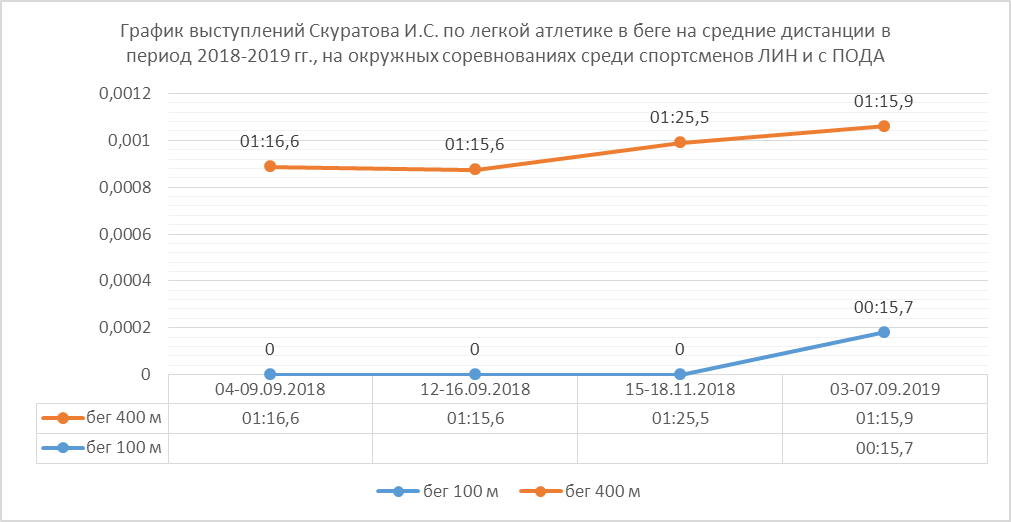 График выступлений Скуратова И.С. по легкой атлетике в беге на средние дистанции в
период 2018-2019 гг., на окружных соревнованиях среди спортсменов ЛИН и с ПОДА
0,0012
0,001
0,0008
0,0006
0,0004
0,0002
0
01:16,6
01:15,6
01:25,5
01:15,9
0
0
0
00:15,7
04-09.09.2018 12-16.09.2018 15-18.11.2018 03-07.09.2019
бег 400 м 01:16,6 01:15,6 01:25,5 01:15,9
бег 100 м 00:15,7
бег 100 м бег 400 м